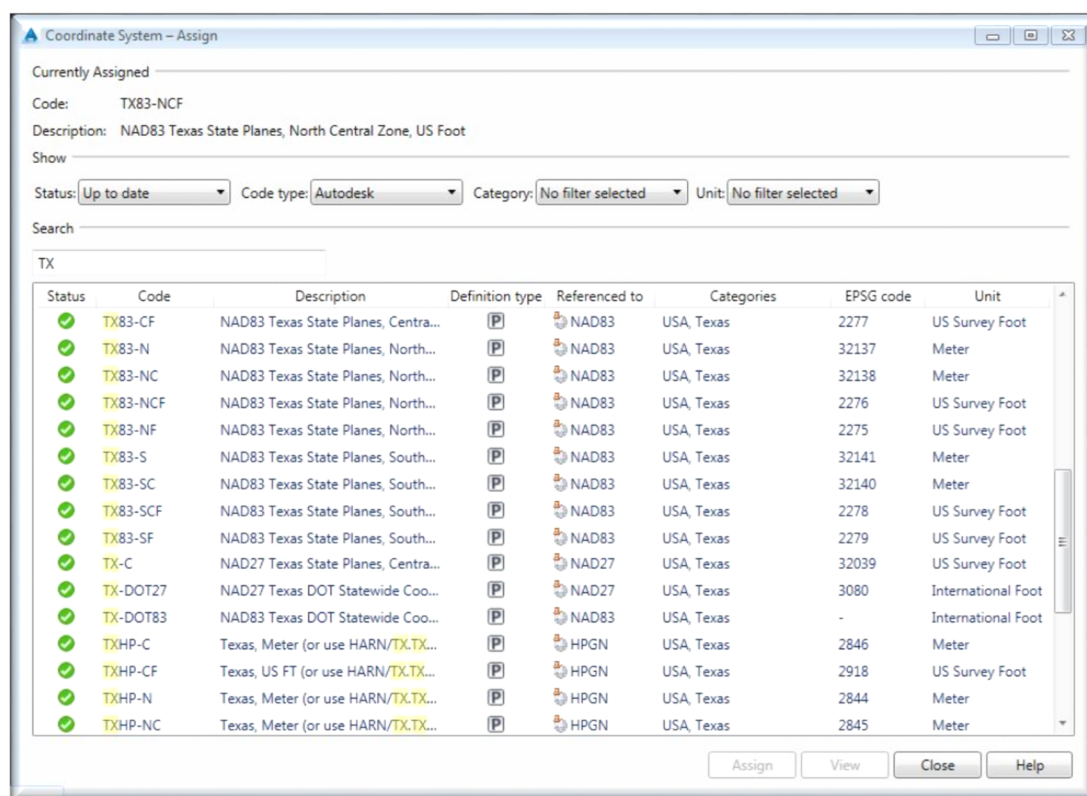 Coordinate System – Assign
Currently Assigned
Code: TX83-NCF
Description: NAD83 Texas State Planes, North Central Zone, US Foot
Show
Status: Up to date Code type: Autodesk Category: No filter selected Unit: No filter selected
Search
TX
Status Code Description Definition type Referenced to Categories EPSG code Unit
TX83-CF NAD83 Texas State Planes, Centra... P NAD83 USA, Texas 2277 US Survey Foot
TX83-N NAD83 Texas State Planes, North... P NAD83 USA, Texas 32137 Meter
TX83-NC NAD83 Texas State Planes, North... P NAD83 USA, Texas 32138 Meter
TX83-NCF NAD83 Texas State Planes, North... P NAD83 USA, Texas 2276 US Survey Foot
TX83-NF NAD83 Texas State Planes, North... P NAD83 USA, Texas 2275 US Survey Foot
TX83-S NAD83 Texas State Planes, South... P NAD83 USA, Texas 32141 Meter
TX83-SC NAD83 Texas State Planes, South... P NAD83 USA, Texas 32140 Meter
TX83-SCF NAD83 Texas State Planes, South... P NAD83 USA, Texas 2278 US Survey Foot
TX83-SF NAD83 Texas State Planes, South... P NAD83 USA, Texas 2279 US Survey Foot
TX-C NAD27 Texas State Planes, Centra... P NAD27 USA, Texas 32039 US Survey Foot
TX-DOT27 NAD27 Texas DOT Statewide Coo... P NAD27 USA, Texas 3080 International Foot
TX-DOT83 NAD83 Texas DOT Statewide Coo... P NAD83 USA, Texas - International Foot
TXHP-C Texas, Meter (or use HARN/TX.TX... P HPGN USA, Texas 2846 Meter
TXHP-CF Texas, US FT (or use HARN/TX.TX... P HPGN USA, Texas 2918 US Survey Foot
TXHP-N Texas, Meter (or use HARN/TX.TX... P HPGN USA, Texas 2844 Meter
TXHP-NC Texas, Meter (or use HARN/TX.TX... P HPGN USA, Texas 2845 Meter
Assign View Close Help